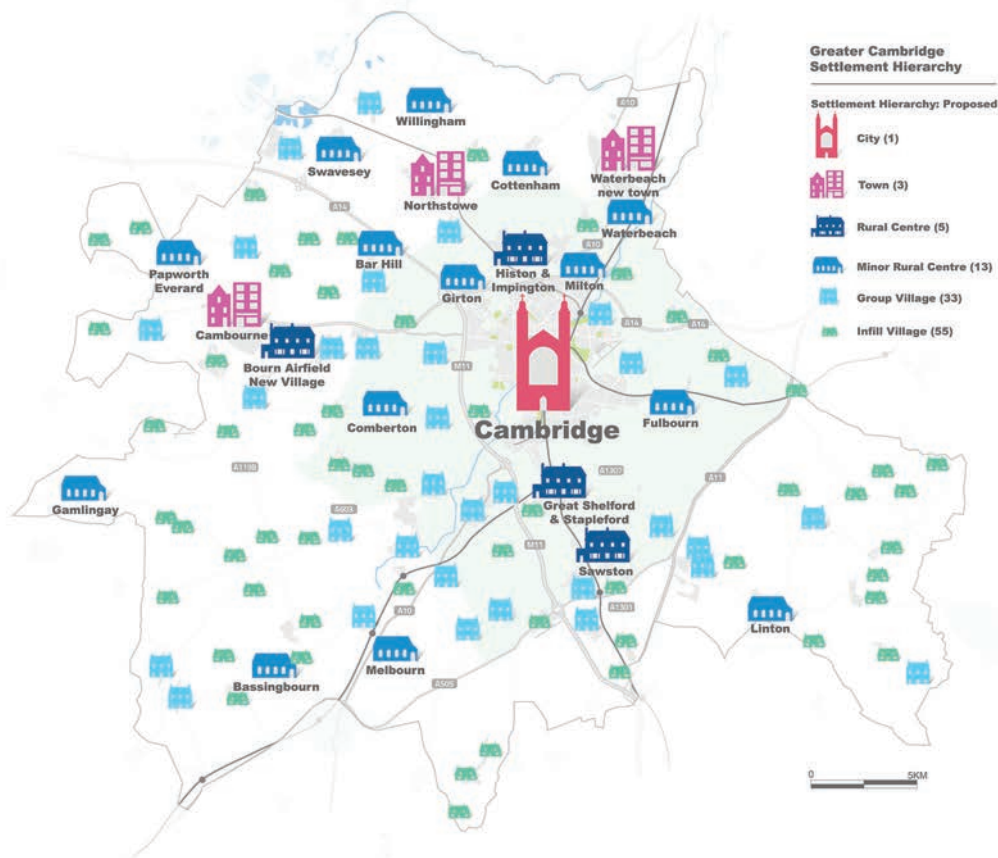 Greater Cambridge
Settlement Hierarchy
Settlement Hierarchy: Proposed
City (1)
Town (3)
Rural Centre (5)
Minor Rural Centre (13)
Group Village (33)
Infill Village (55)
A10
Willingham
Swavesey
Cottenham
Waterbeach
new town
Northstowe
A14
Waterbeach
A10
Papworth
Everard
Bar Hill
Histon &
Impington
Milton
Girton
Cambourne
A14
A14
Bourn Airfield
New Village
M11
Comberton
Cambridge
Fulbourn
A1198
A1307
A11
Gamlingay
A603
Great Shelford
& Stapleford
M11
Sawston
A10
A1301
Linton
Melbourn
Bassingbourn
A505
0
5KM